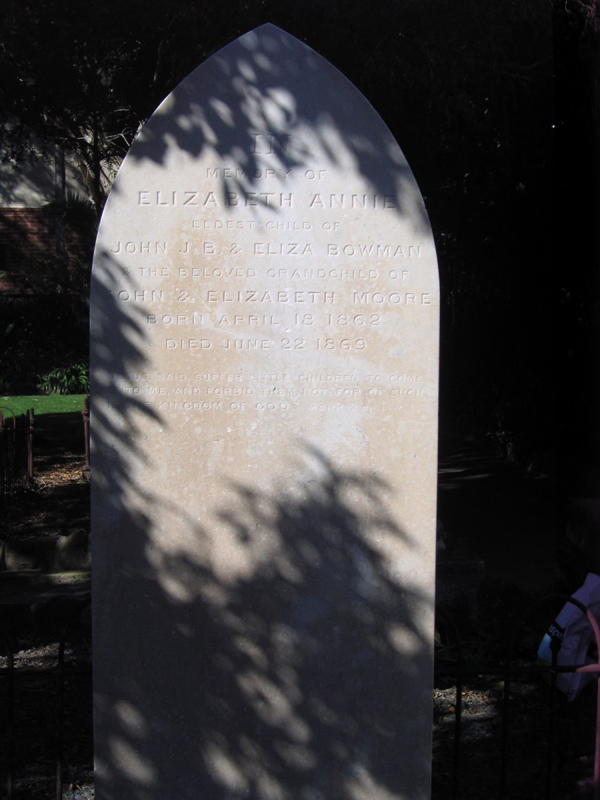 IN
MEMORY OF
ELIZABETH ANNIE
ELDEST CHILD OF
JOHN J. B. & ELIZA BOWMAN
& THE BELOVED GRANDCHILD OF
JOHN & ELIZABETH MOORE
BORN APRIL 18 1862
DIED JUNE 22 1869
SAID, SUFFER LITTLE CHILDREN TO COME
TO ME, AND FORBID THEM NOT, FOR OF SUCH
KINGDOM OF GOD